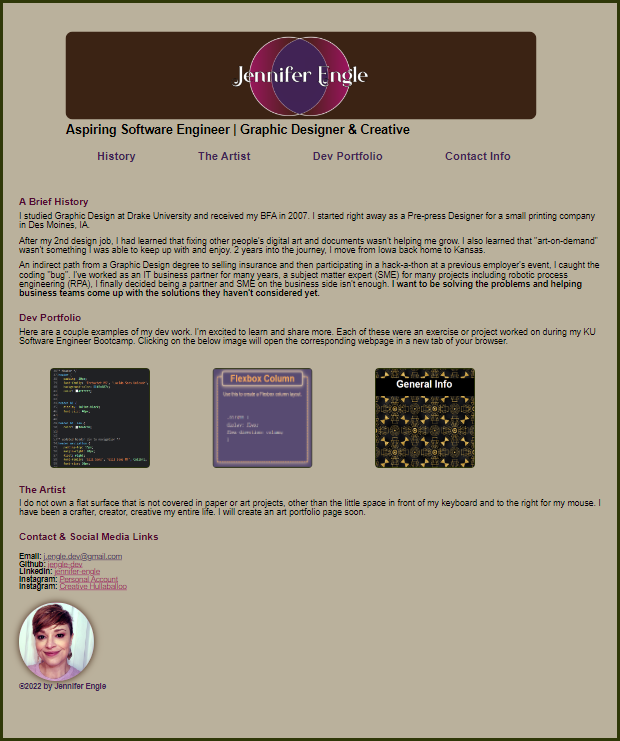 Jennifer Engle
Aspiring Software Engineer | Graphic Designer & Creative
History
The Artist
Dev Portfolio
Contact Info
A Brief History
I studied Graphic Design at Drake University and received my BFA in 2007. I started right away as a Pre-press Designer for a small printing company
in Des Moines, IA.
After my 2nd design job, I had learned that fixing other people's digital art and documents wasn't helping me grow. I also learned that "art-on-demand"
wasn't something I was able to keep up with and enjoy. 2 years into the journey, I move from Iowa back home to Kansas.
An indirect path from a Graphic Design degree to selling insurance and then participating in a hack-a-thon at a previous employer's event, I caught the
coding "bug". I've worked as an IT business partner for many years, a subject matter expert (SME) for many projects including robotic process
engineering (RPA), I finally decided being a partner and SME on the business side isn't enough. I want to be solving the problems and helping
business teams come up with the solutions they haven't considered yet.
Dev Portfolio
Here are a couple examples of my dev work. I'm excited to learn and share more. Each of these were an exercise or project worked on during my KU
Software Engineer Bootcamp. Clicking on the below image will open the corresponding webpage in a new tab of your browser.
Flexbox Column
Use this to create a Flexbox column layout.
display: flex;
flex-direction: column
}
General Info
The Artist
I do not own a flat surface that is not covered in paper or art projects, other than the little space in front of my keyboard and to the right for my mouse. I
have been a crafter, creator, creative my entire life. I will create an art portfolio page soon.
Contact & Social Media Links
Email: j.engle.dev@gmail.com
Github: jengle-dev
LinkedIn: jennifer-engle
Instagram: Personal Account
Instagram: Creative Hullaballoo
©2022 by Jennifer Engle